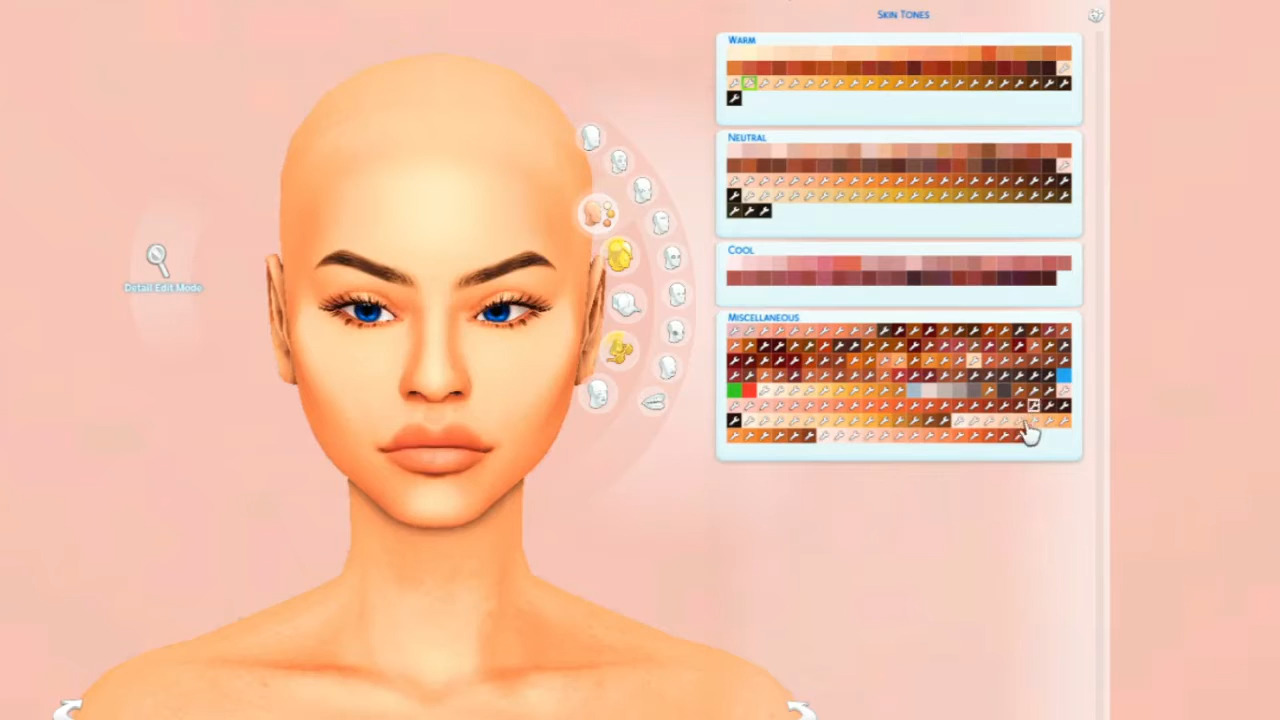 Skin Tones
Warm
Neutral
Detail Edit Mode
Cool
Miscellaneous